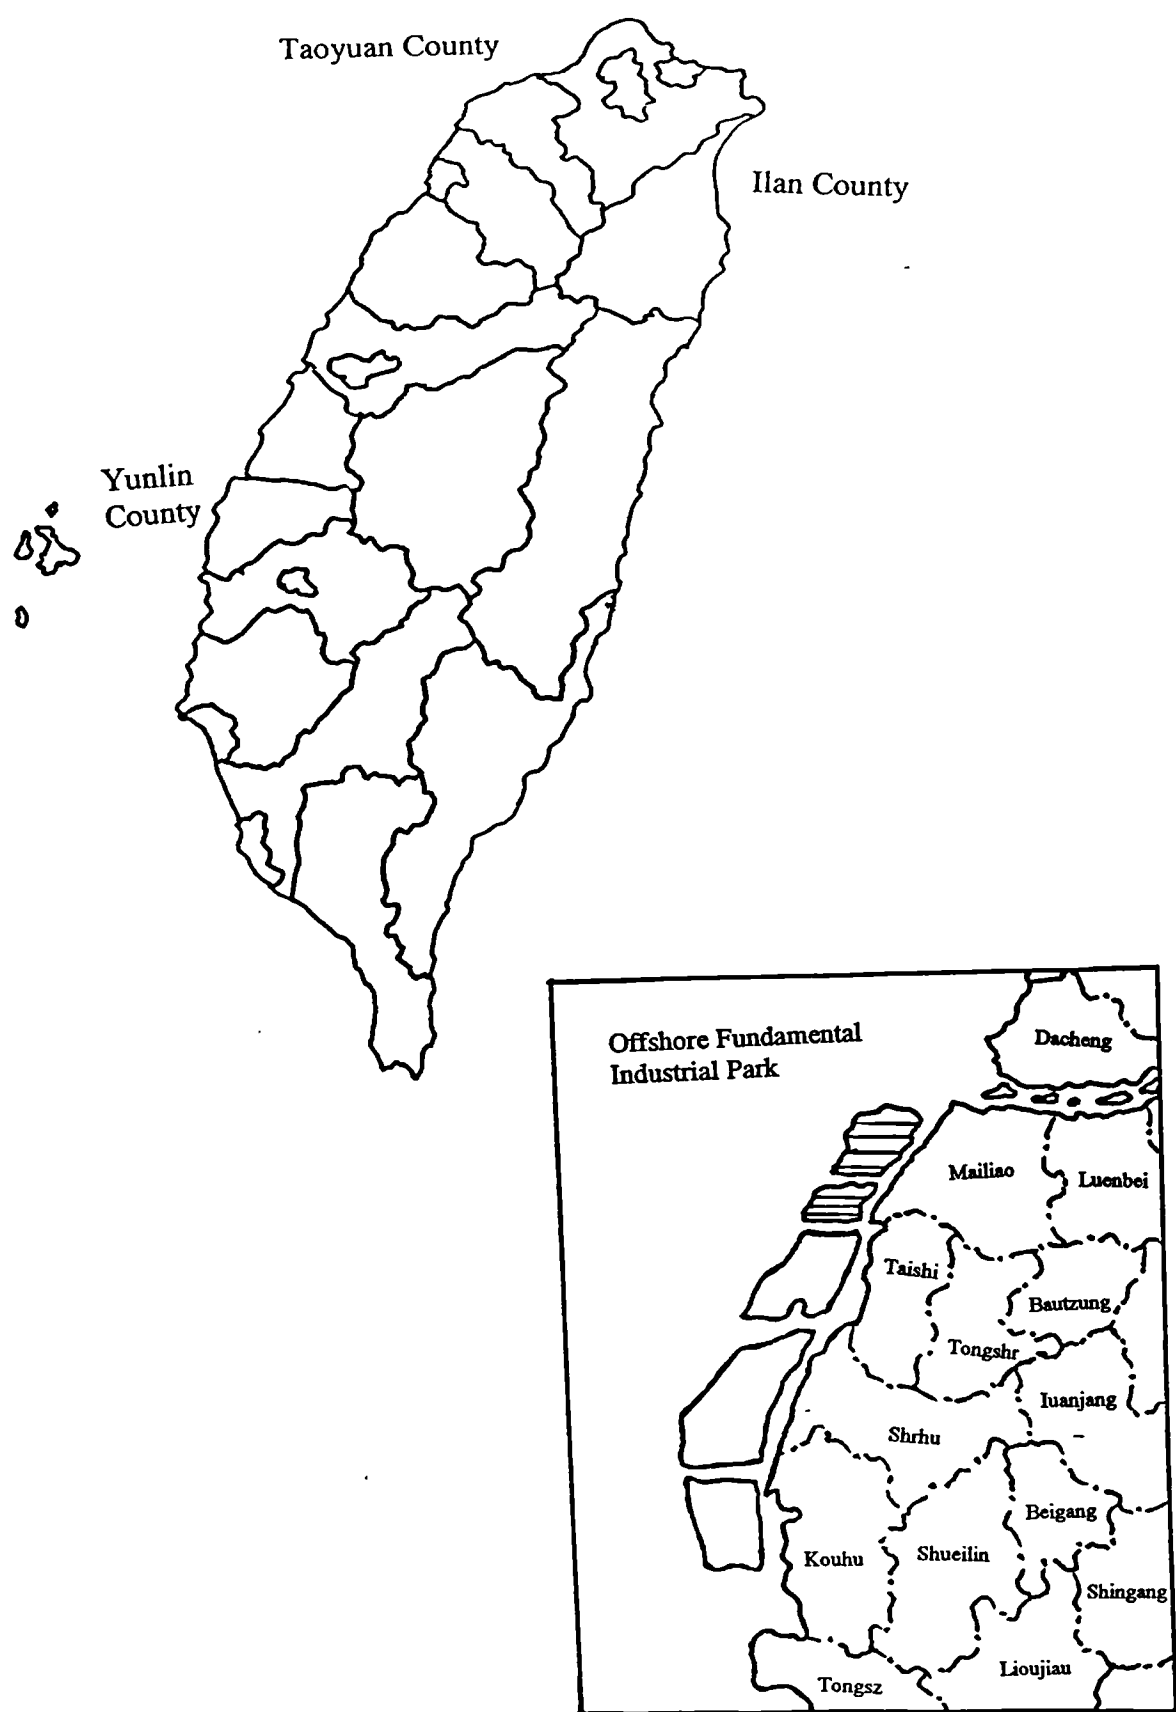 Taoyuan County
Ilan County
Yunlin
County
Offshore Fundamental
Industrial Park
Dacheng
Mailiao
Luenbei
Taishi
Bautzung
Tongshr
Iuanjang
Shrhu
Beigang
Kouhu
Shueilin
Shingang
Lioujiau
Tongsz